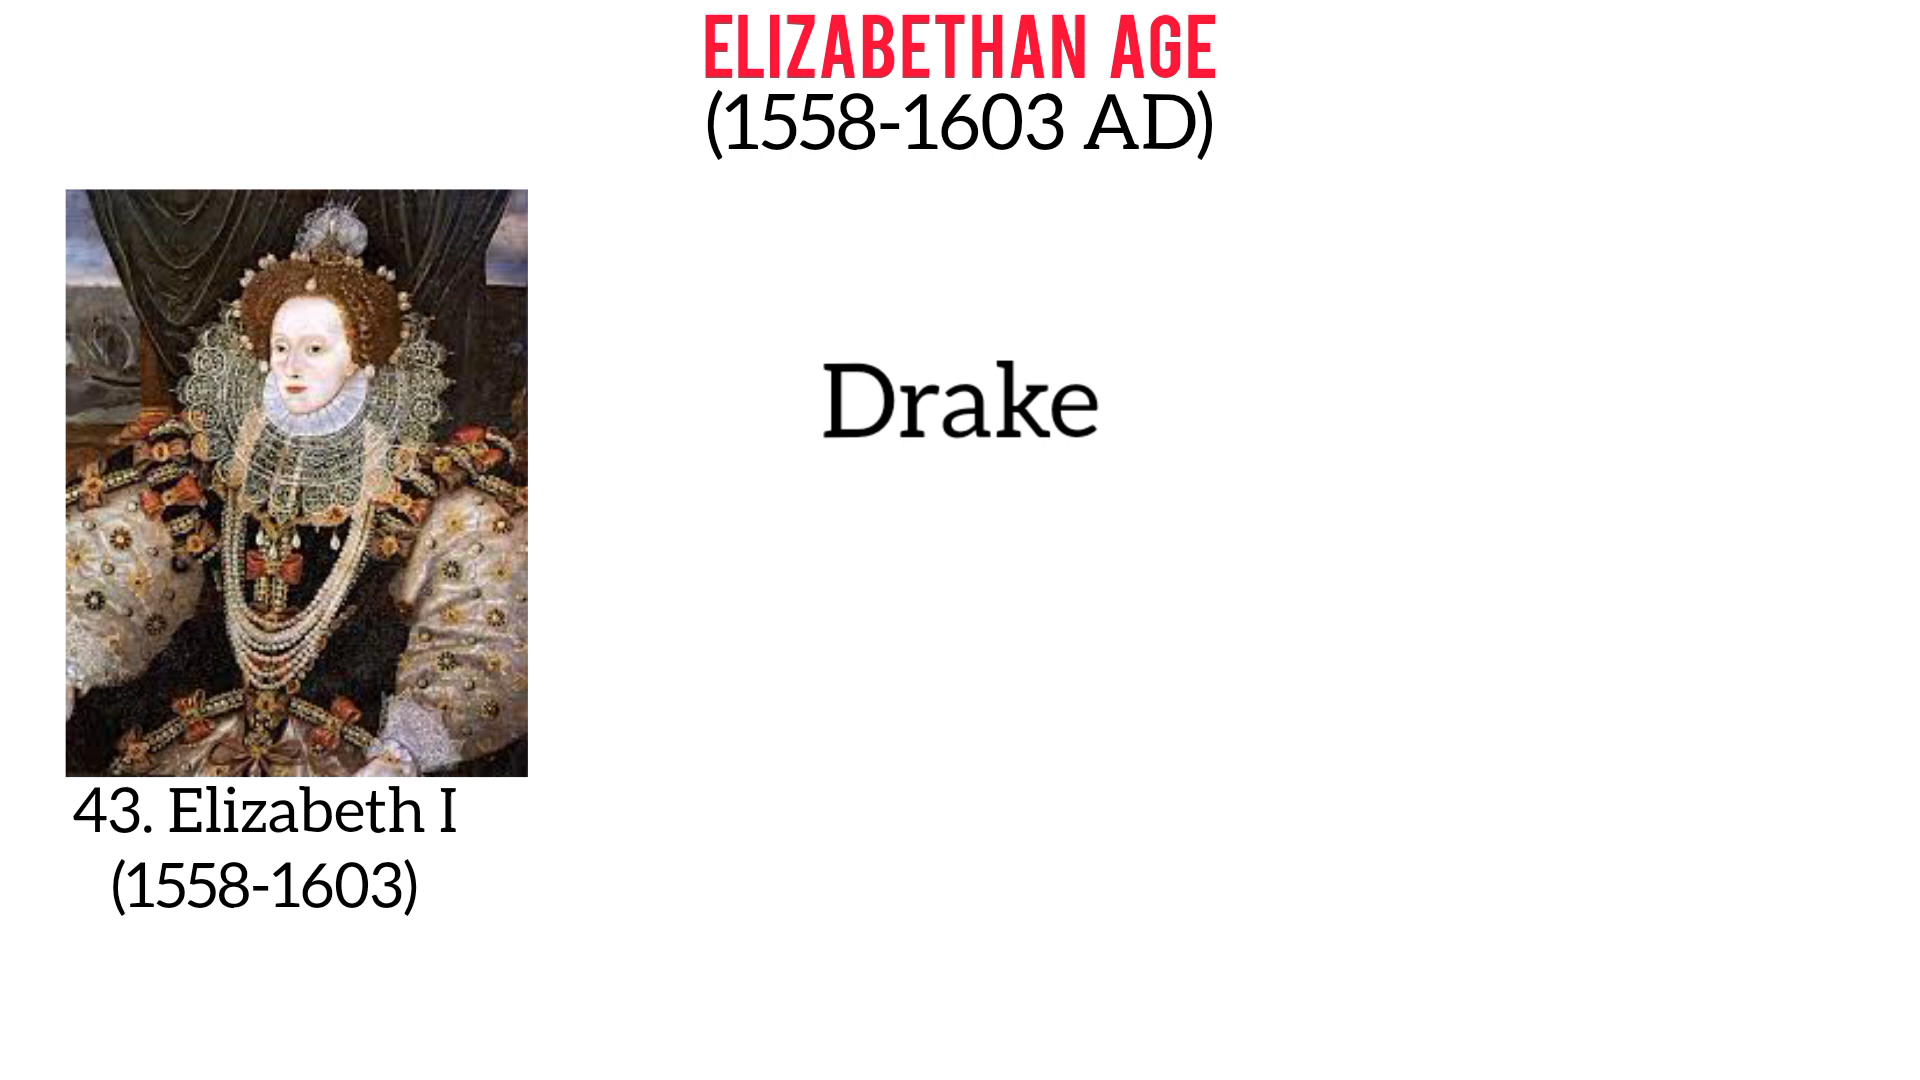 ELIZABETHAN AGE
(1558-1603 AD)
Drake
43. Elizabeth I
(1558-1603)